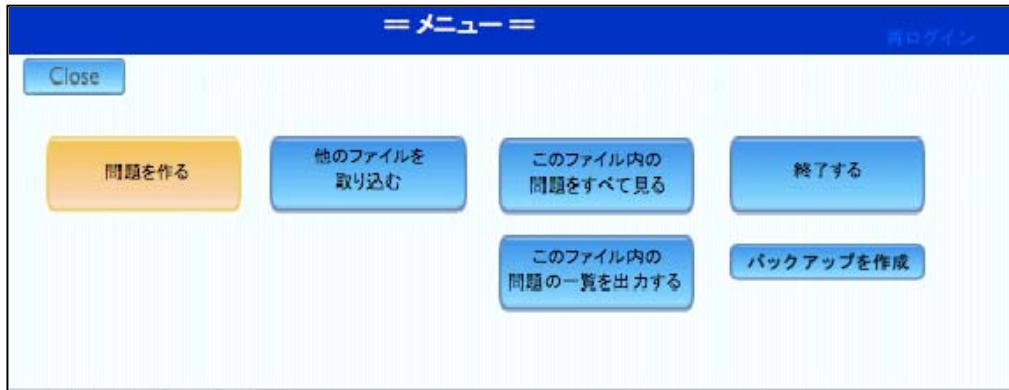 == メニュー ==
再ログイン
Close
問題を作る
他のファイルを
取り込む
このファイル内の
問題をすべて見る
終了する
このファイル内の
問題の一覧を出力する
バックアップを作成